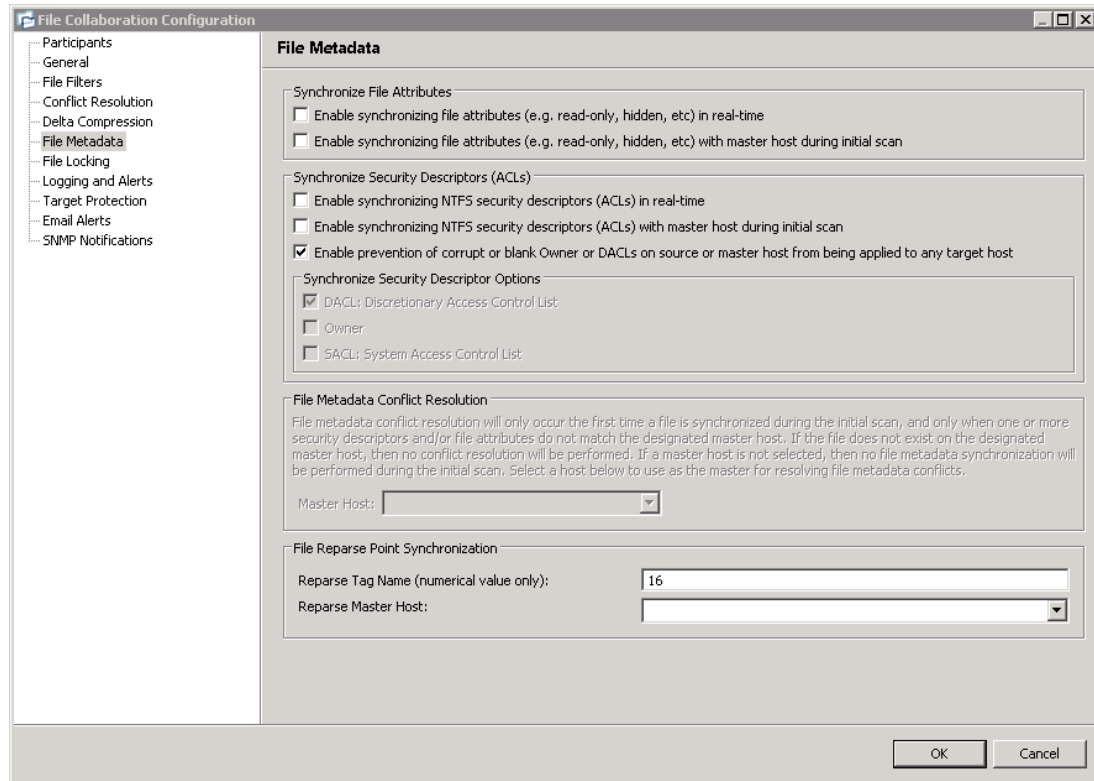 File Collaboration Configuration
Participants
General
File Filters
Conflict Resolution
Delta Compression
File Metadata
File Locking
Logging and Alerts
Target Protection
Email Alerts
SNMP Notifications
File Metadata
Synchronize File Attributes
Enable synchronizing file attributes (e.g. read-only, hidden, etc) in real-time
Enable synchronizing file attributes (e.g. read-only, hidden, etc) with master host during initial scan
Synchronize Security Descriptors (ACLs)
Enable synchronizing NTFS security descriptors (ACLs) in real-time
Enable synchronizing NTFS security descriptors (ACLs) with master host during initial scan
Enable prevention of corrupt or blank Owner or DACLs on source or master host from being applied to any target host
Synchronize Security Descriptor Options
DACL: Discretionary Access Control List
Owner
SACL: System Access Control List
File Metadata Conflict Resolution
File metadata conflict resolution will only occur the first time a file is synchronized during the initial scan, and only when one or more
security descriptors and/or file attributes do not match the designated master host. If the file does not exist on the designated
master host, then no conflict resolution will be performed. If a master host is not selected, then no file metadata synchronization will
be performed during the initial scan. Select a host below to use as the master for resolving file metadata conflicts.
Master Host:
File Reparse Point Synchronization
Reparse Tag Name (numerical value only): 16
Reparse Master Host:
OK Cancel